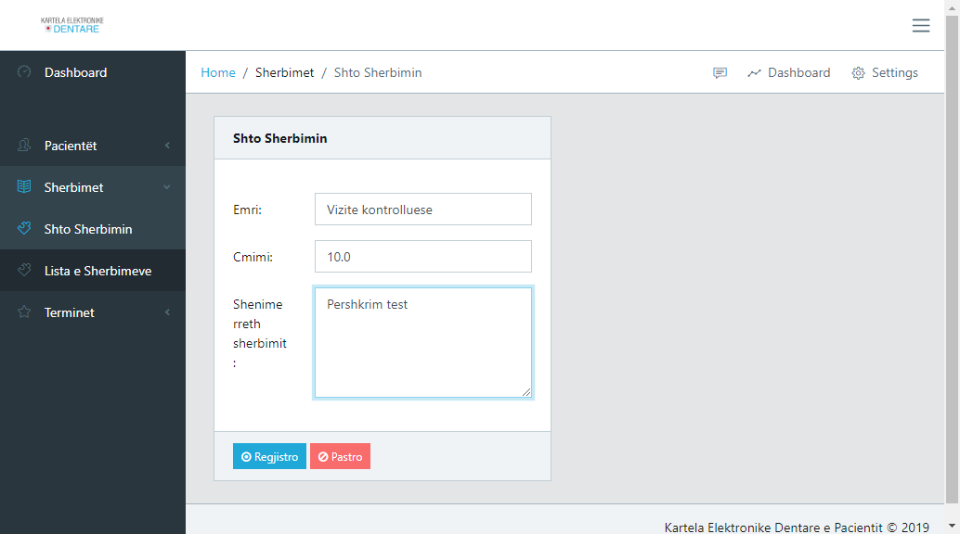 KARTELA ELEKTRONIKE
DENTARE
Dashboard
Pacientët
Sherbimet
Shto Sherbimin
Lista e Sherbimeve
Terminet
Home / Sherbimet / Shto Sherbimin
Dashboard
Settings
Shto Sherbimin
Emri:
Vizite kontrolluese
Cmimi:
10.0
Shenime
rreth
sherbimit
:
Pershkrim test
Regjistro
Pastro
Kartela Elektronike Dentare e Pacientit © 2019